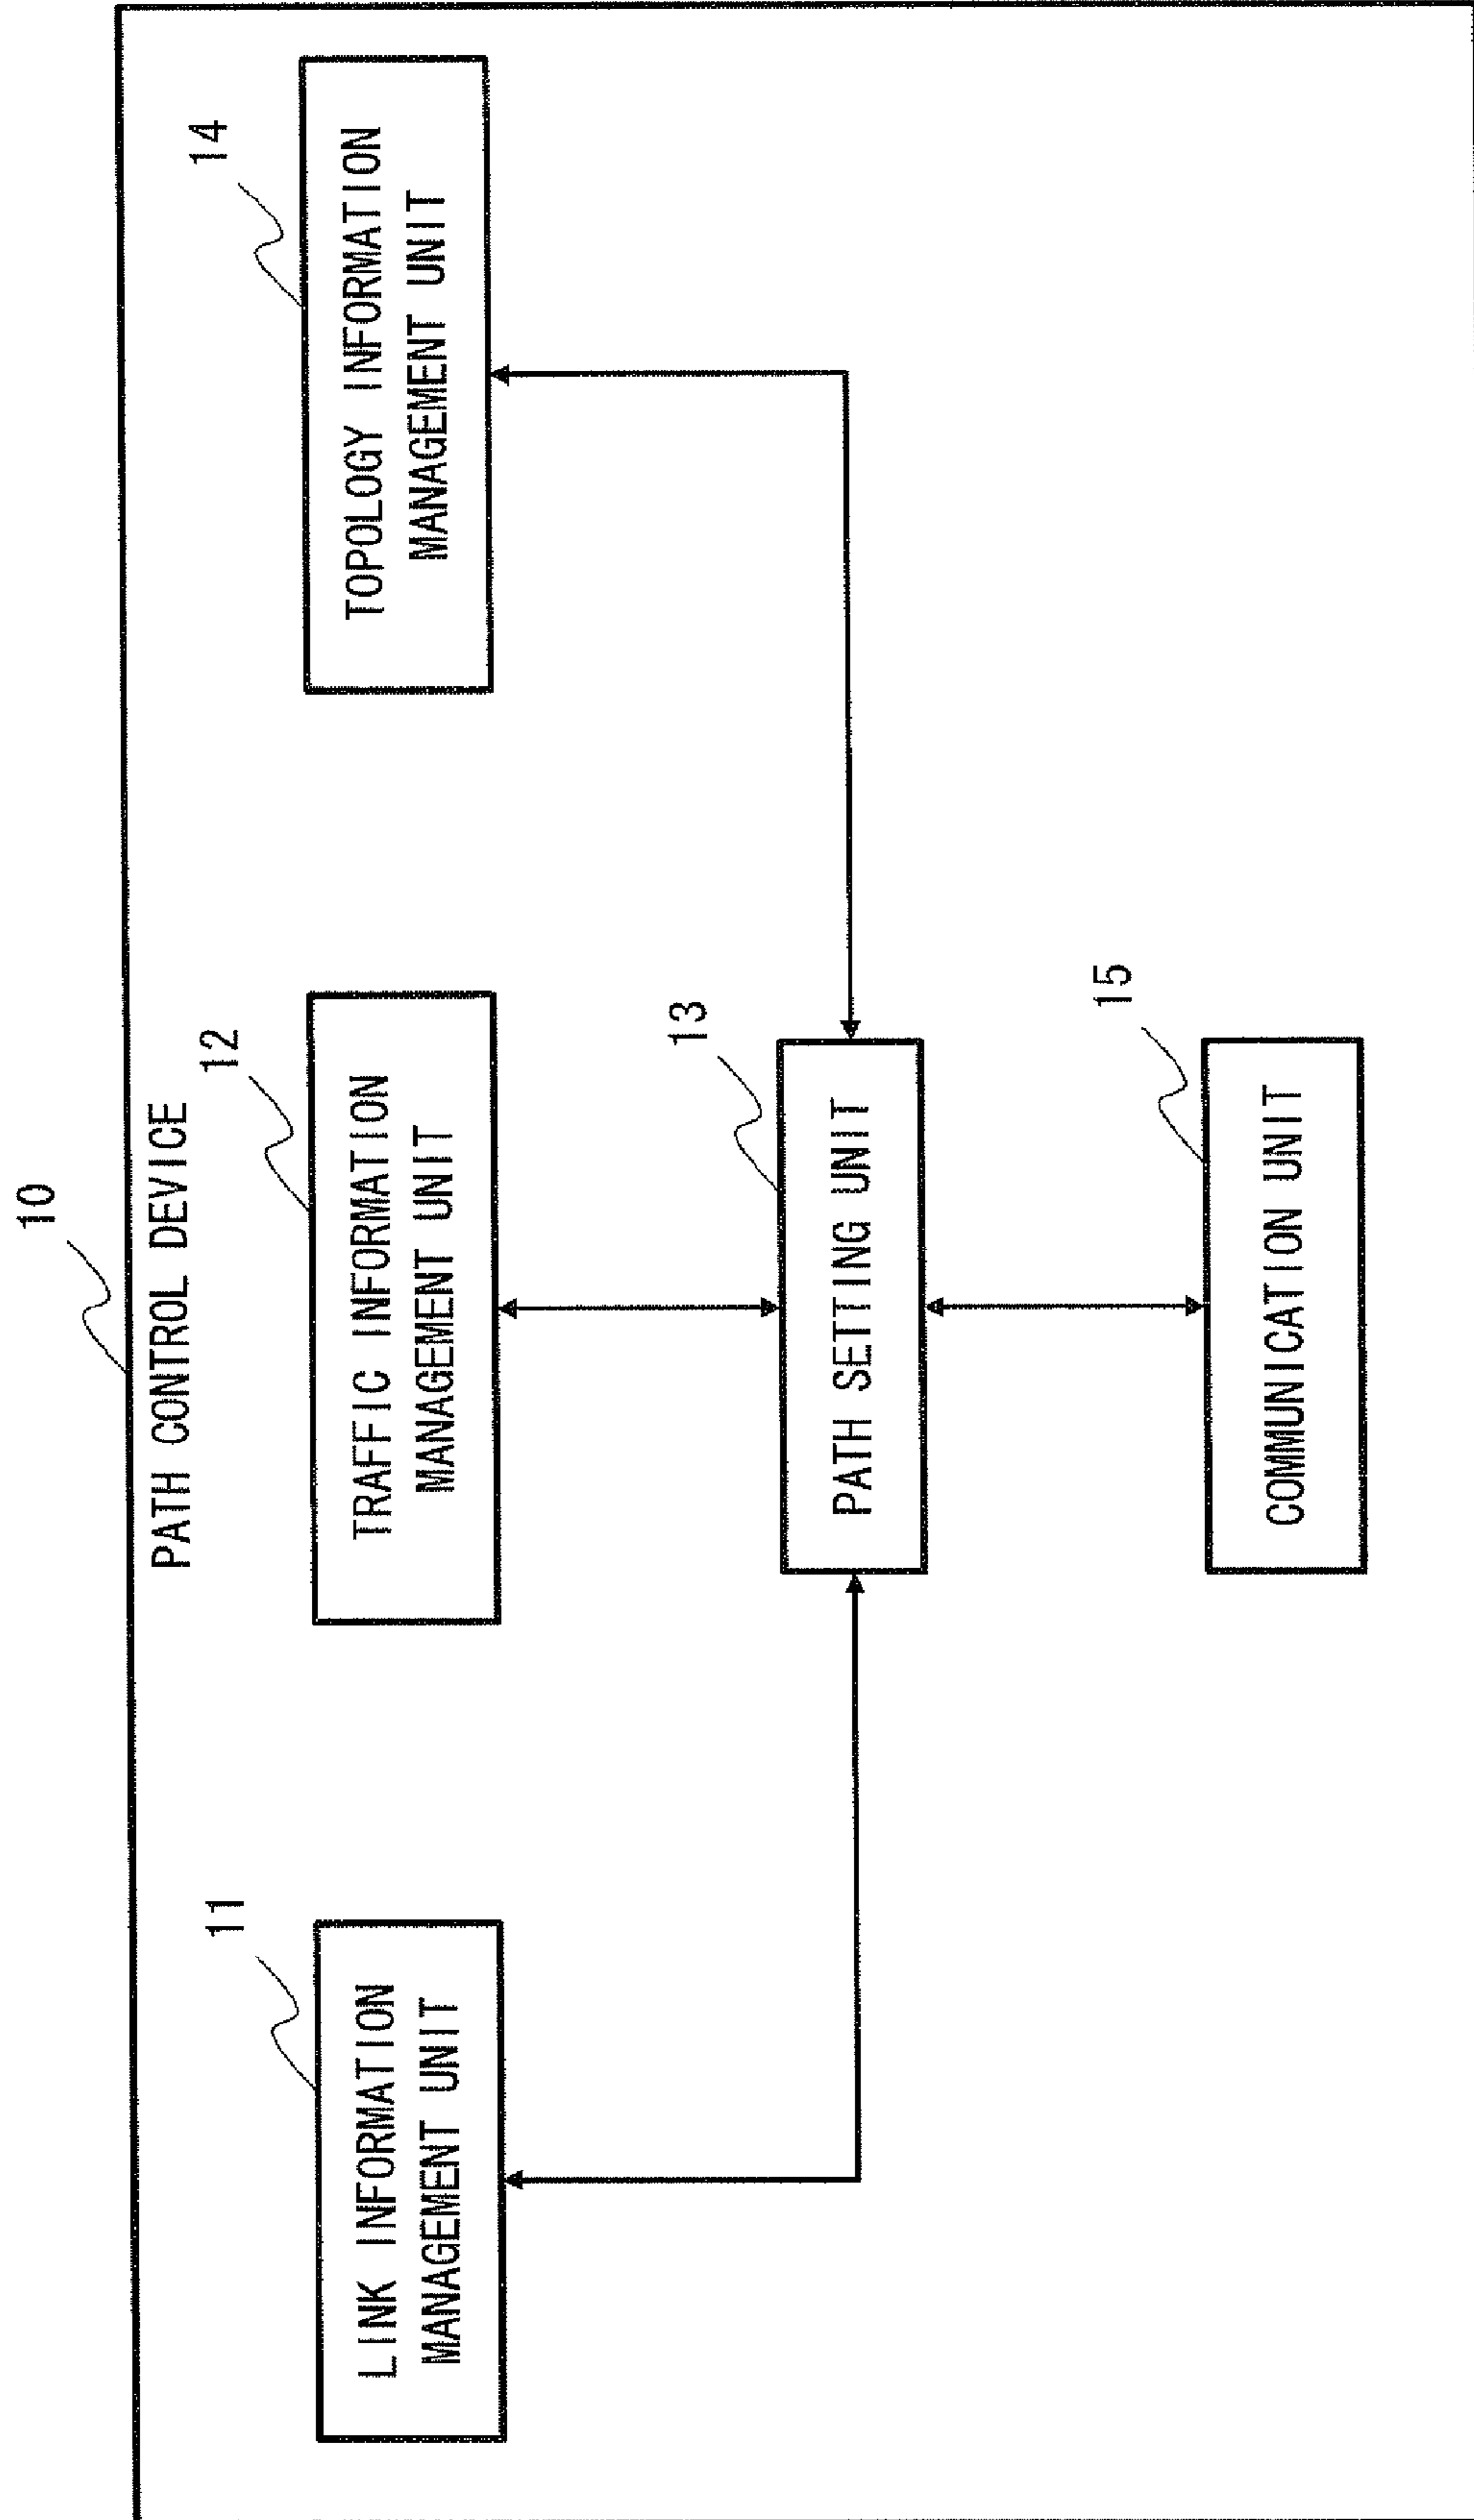 10
PATH CONTROL DEVICE
11
LINK INFORMATION
MANAGEMENT UNIT
12
TRAFFIC INFORMATION
MANAGEMENT UNIT
14
TOPOLOGY INFORMATION
MANAGEMENT UNIT
13
PATH SETTING UNIT
15
COMMUNICATION UNIT